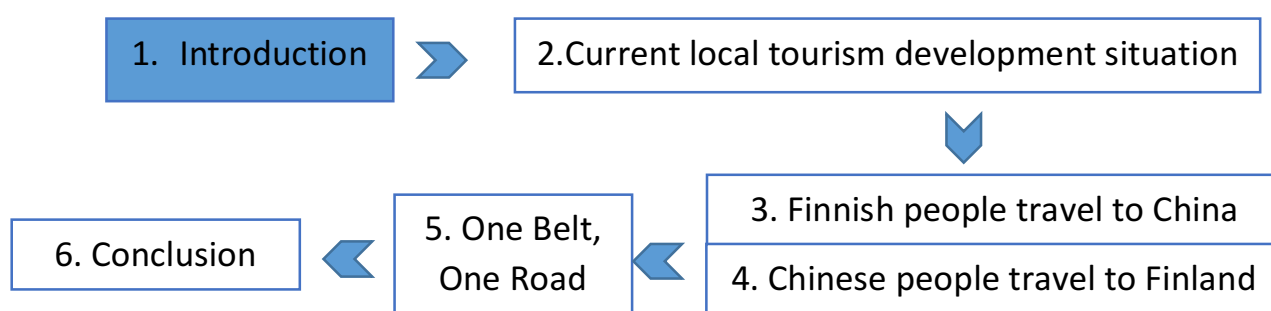 1. Introduction
2.Current local tourism development situation
3. Finnish people travel to China
4. Chinese people travel to Finland
5. One Belt,
One Road
6. Conclusion